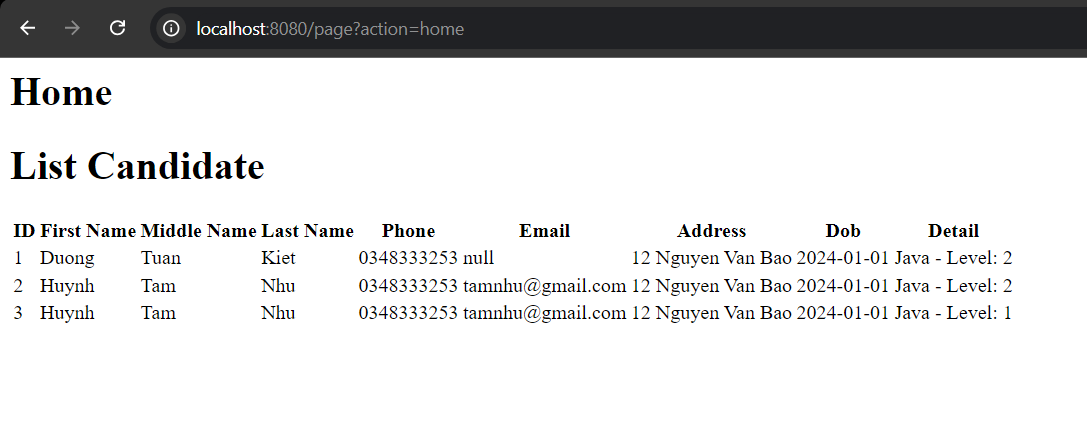 localhost:8080/page?action=home
Home
List Candidate
ID First Name Middle Name Last Name Phone Email Address Dob Detail
1 Duong Tuan Kiet 0348333253 null 12 Nguyen Van Bao 2024-01-01 Java - Level: 2
2 Huynh Tam Nhu 0348333253 tamnhu@gmail.com 12 Nguyen Van Bao 2024-01-01 Java - Level: 2
3 Huynh Tam Nhu 0348333253 tamnhu@gmail.com 12 Nguyen Van Bao 2024-01-01 Java - Level: 1